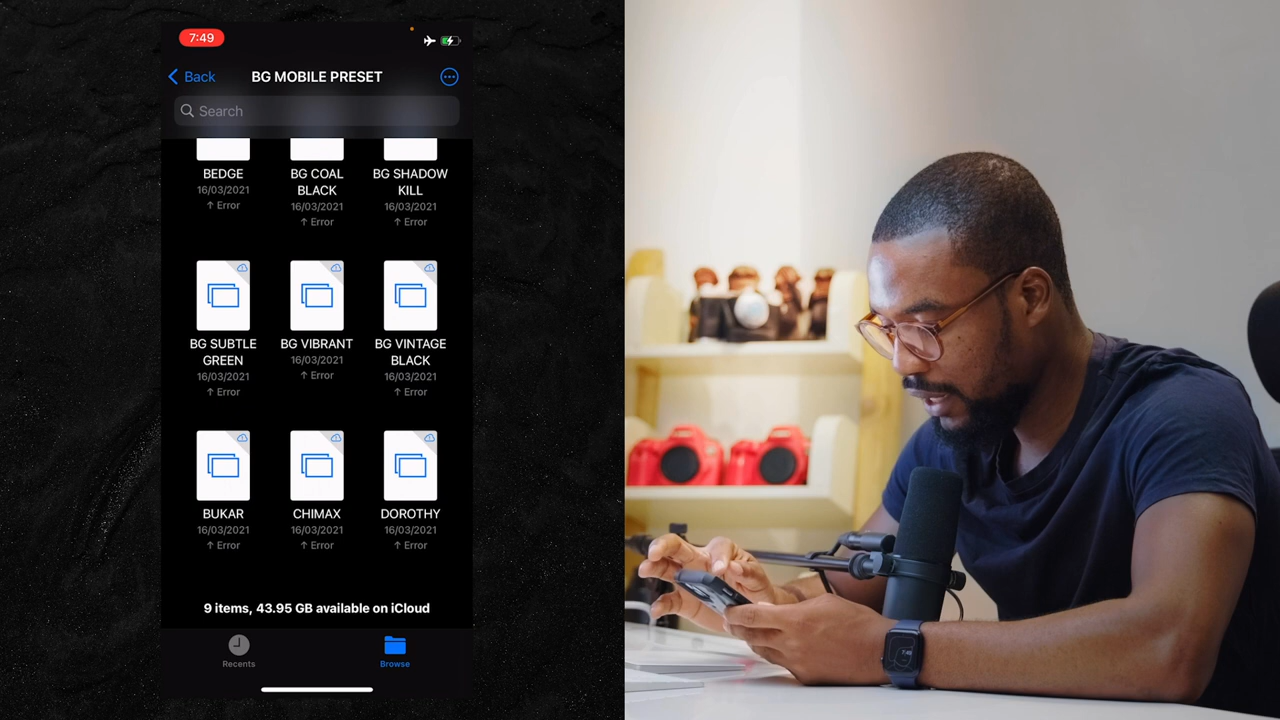 7:49
Back
BG MOBILE PRESET
Search
BEDGE
16/03/2021
↑ Error
BG COAL
BLACK
16/03/2021
↑ Error
BG SHADOW
KILL
16/03/2021
↑ Error
BG SUBTLE
GREEN
16/03/2021
↑ Error
BG VIBRANT
16/03/2021
↑ Error
BG VINTAGE
BLACK
16/03/2021
↑ Error
BUKAR
16/03/2021
↑ Error
CHIMAX
16/03/2021
↑ Error
DOROTHY
16/03/2021
↑ Error
9 items, 43.95 GB available on iCloud
Recents
Browse
7:49